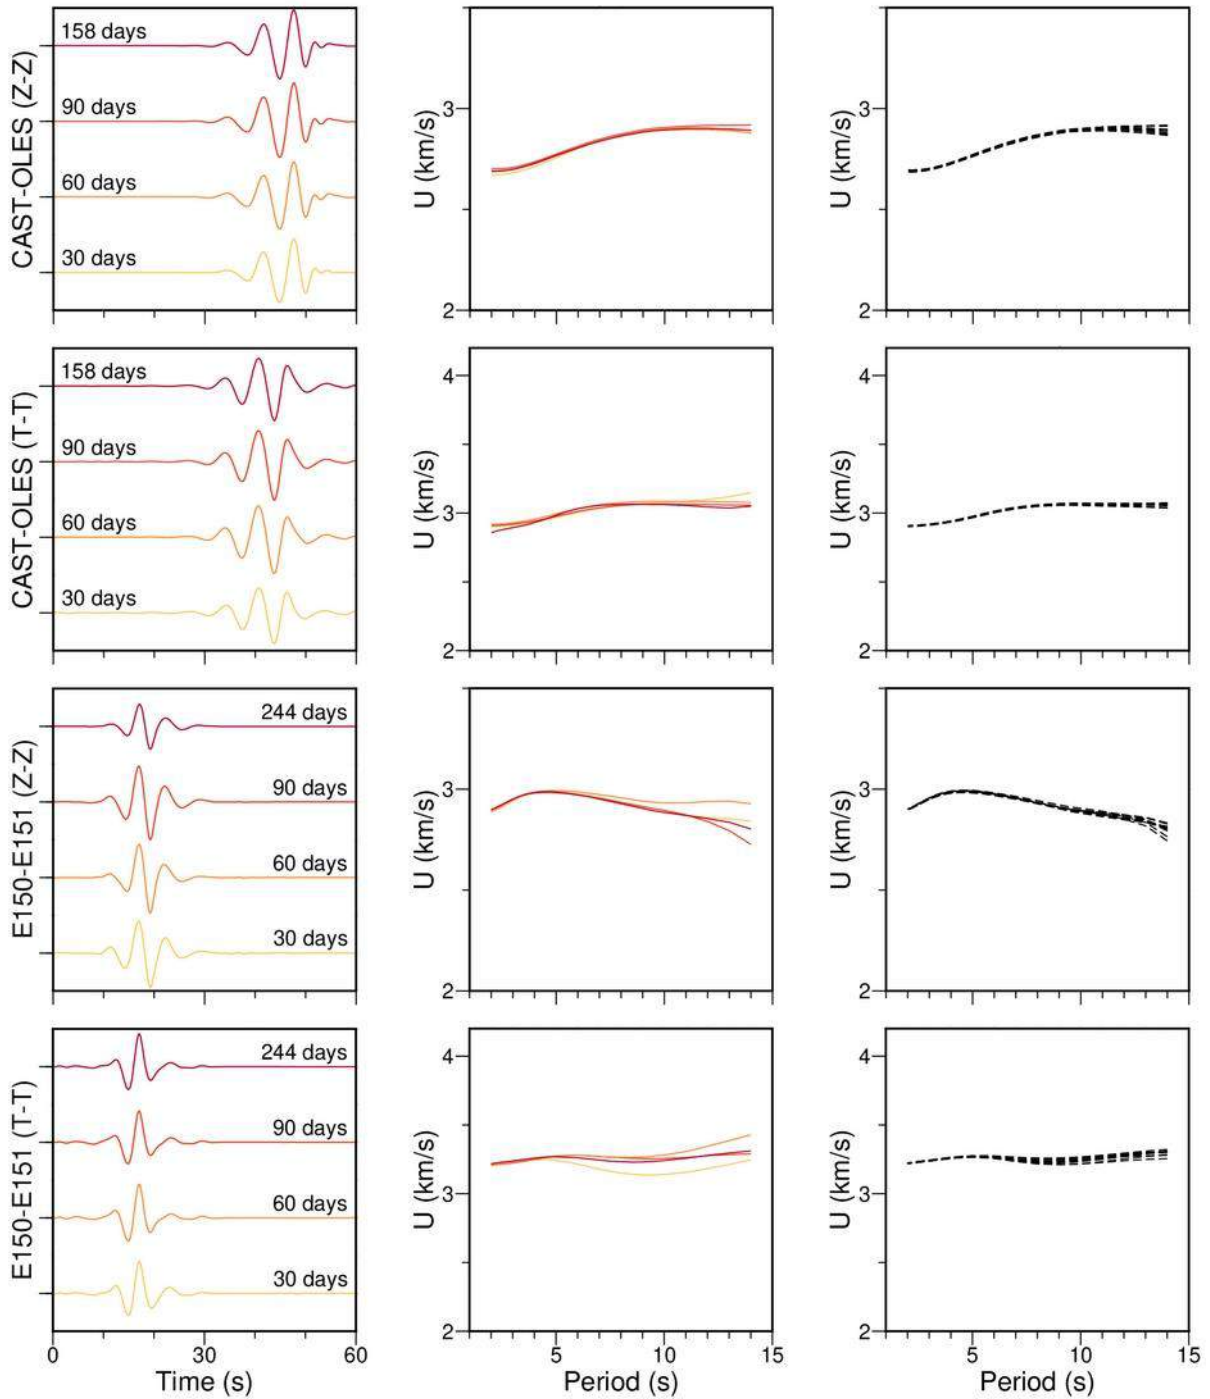 CAST-OLES (Z-Z)
158 days
90 days
60 days
30 days
U (km/s)
3
2
U (km/s)
3
2
CAST-OLES (T-T)
158 days
90 days
60 days
30 days
U (km/s)
4
3
2
U (km/s)
4
3
2
E150-E151 (Z-Z)
244 days
90 days
60 days
30 days
U (km/s)
3
2
U (km/s)
3
2
E150-E151 (T-T)
244 days
90 days
60 days
30 days
0 30 60
Time (s)
U (km/s)
4
3
2
5 10 15
Period (s)
U (km/s)
4
3
2
5 10 15
Period (s)